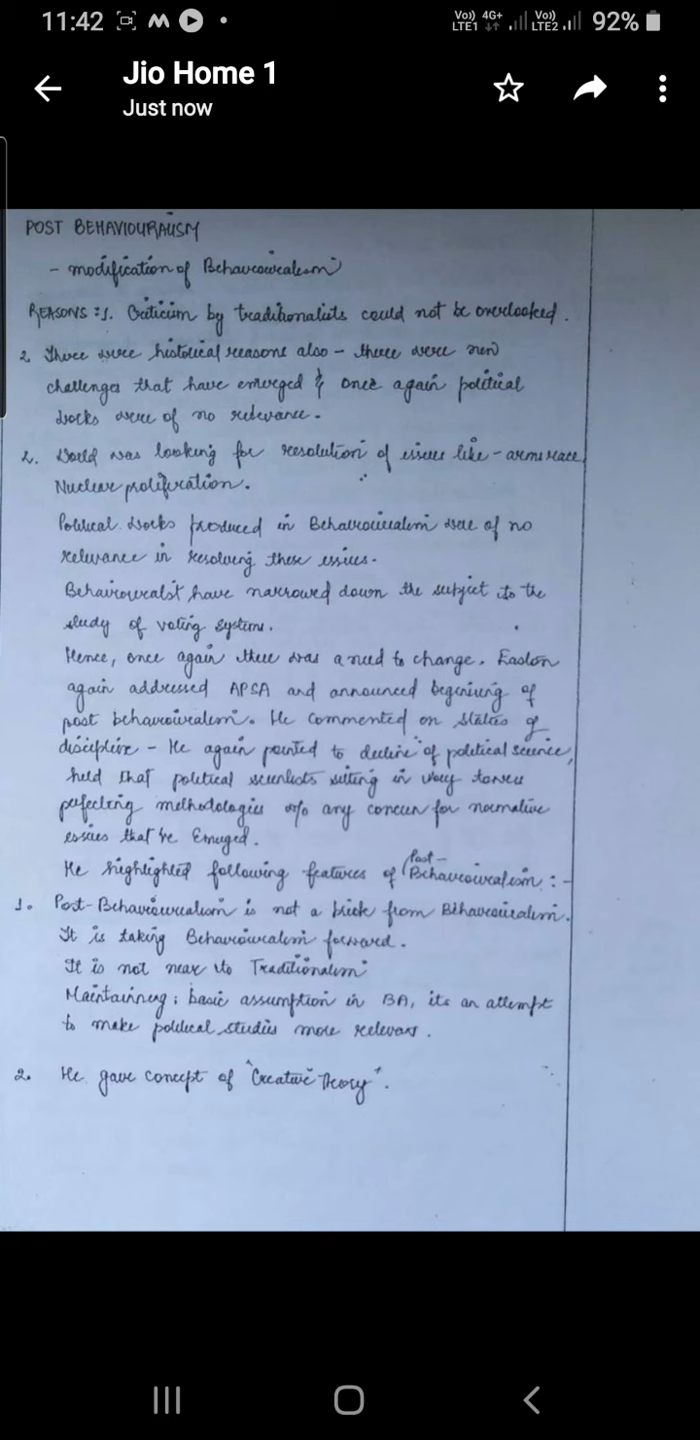 11:42
Vo)) 4G+
LTE1
Vo))
LTE2
92%
Jio Home 1
Just now
POST BEHAVIOURALISM
- modification of Behaviouralism
REASONS :1. Criticism by traditionalists could not be overlooked.
2. There were historical reasons also - there were new
challenges that have emerged & once again political
works were of no relevance.
2. World was looking for resolution of issues like - arms race,
Nuclear proliferation.
Political works produced in Behaviouralism were of no
relevance in resolving these issues.
Behaviouralist have narrowed down the subject to the
study of voting systems.
Hence, once again there was a need to change. Easton
again addressed APSA and announced begening of
post behaviouralism. He commented on status of
discipline - He again pointed to decline of political science,
held that political scientists sitting in ivory towers
perfecting methodologies w/o any concern for normative
issues that've Emerged.
He highlighted following features of Post-Behaviouralism :-
1. Post-Behaviouralism is not a break from Behaviouralism.
It is taking Behaviouralism forward.
It is not near to Traditionalism
Maintaining; basic assumption in BA, its an attempt
to make political studies more relevant.
2. He gave concept of "Creative Theory".